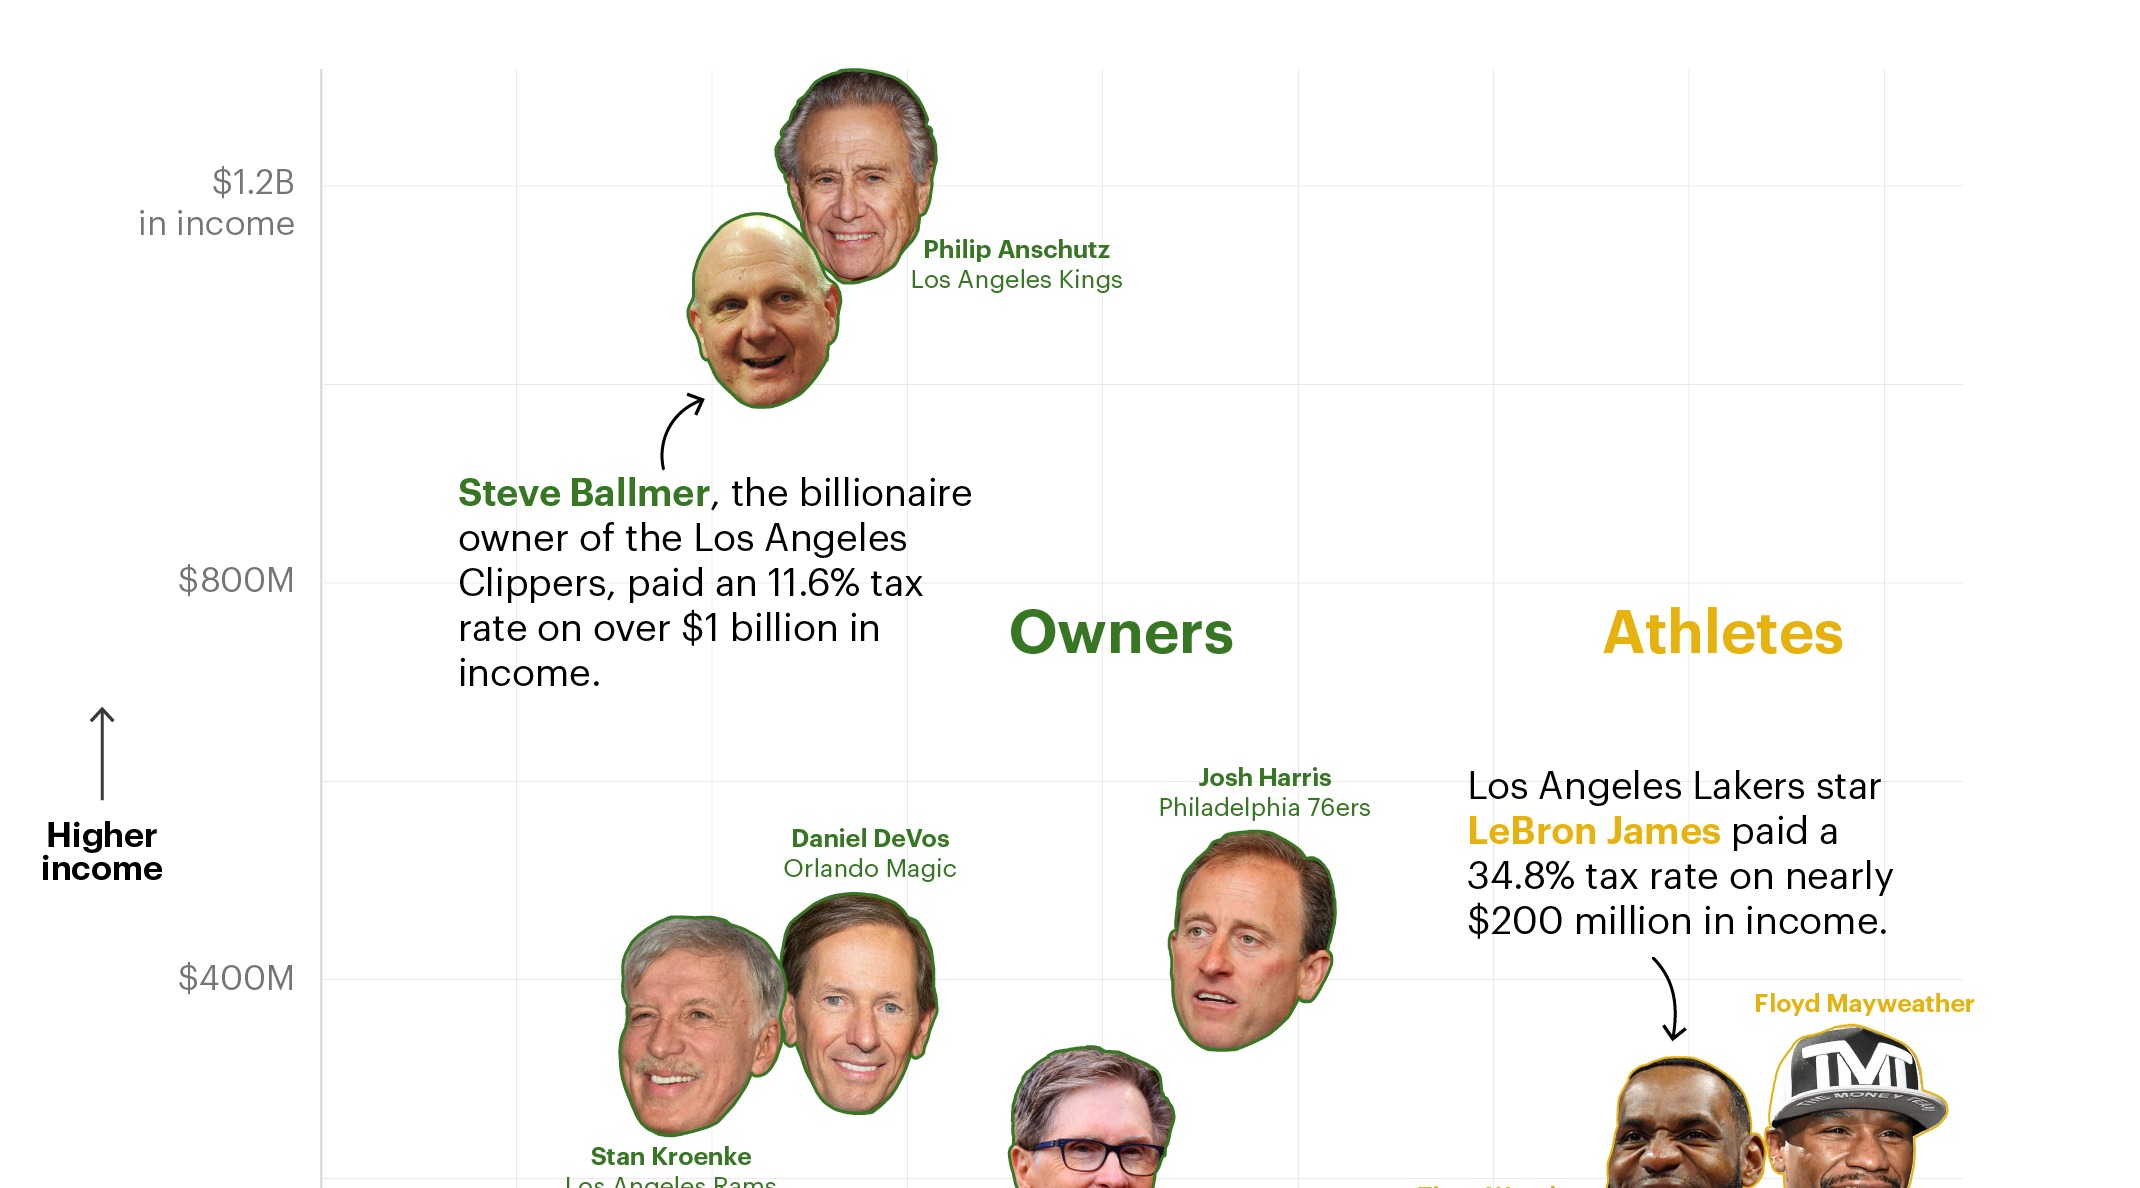 $1.2B
in income
Philip Anschutz
Los Angeles Kings
Steve Ballmer, the billionaire
owner of the Los Angeles
Clippers, paid an 11.6% tax
rate on over $1 billion in
income.
$800M
Owners
Athletes
Higher
income
Josh Harris
Philadelphia 76ers
Los Angeles Lakers star
LeBron James paid a
34.8% tax rate on nearly
$200 million in income.
Daniel DeVos
Orlando Magic
$400M
Floyd Mayweather
TMT
THE MONEY TEAM
Stan Kroenke
Los Angeles Rams